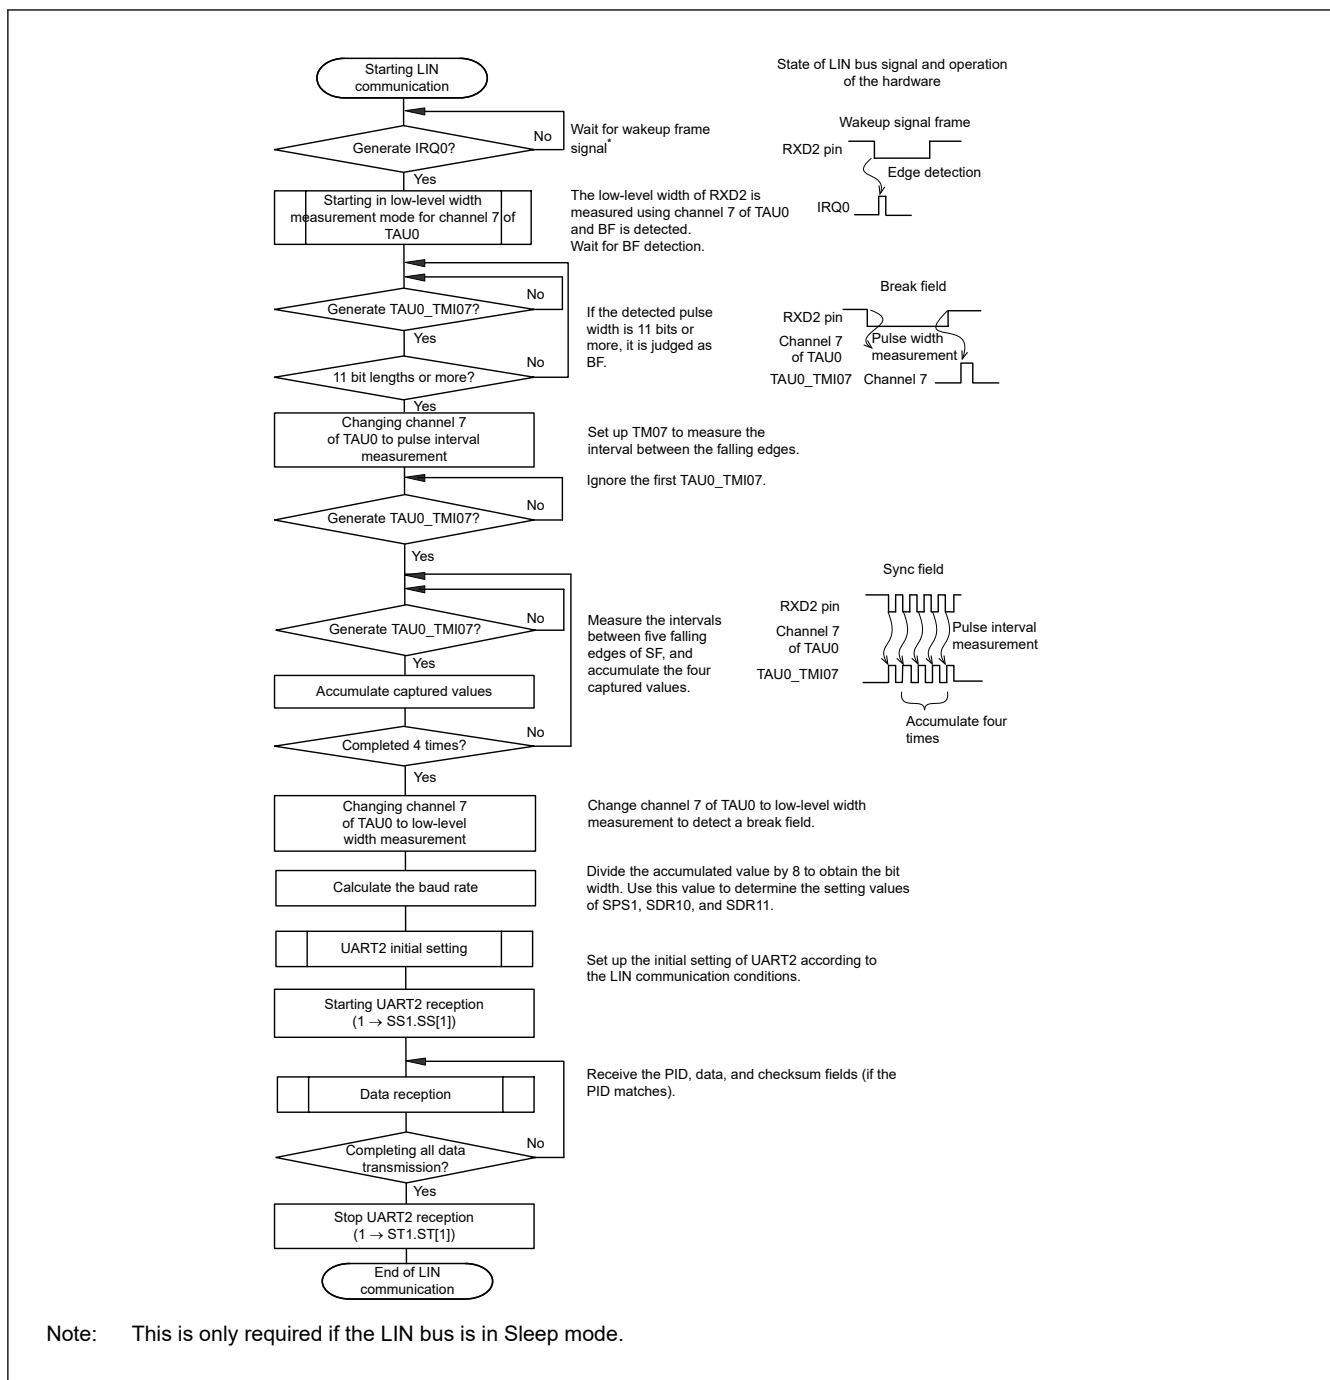 Starting LIN
communication
State of LIN bus signal and operation
of the hardware
Generate IRQ0?
No
Yes
Wait for wakeup frame
signal*
Wakeup signal frame
RXD2 pin
Edge detection
IRQ0
Starting in low-level width
measurement mode for channel 7 of
TAU0
The low-level width of RXD2 is
measured using channel 7 of TAU0
and BF is detected.
Wait for BF detection.
Generate TAU0_TMI07?
No
Yes
11 bit lengths or more?
No
Yes
If the detected pulse
width is 11 bits or
more, it is judged as
BF.
Break field
RXD2 pin
Channel 7
of TAU0
Pulse width
measurement
TAU0_TMI07
Channel 7
Changing channel 7
of TAU0 to pulse interval
measurement
Set up TM07 to measure the
interval between the falling edges.
Ignore the first TAU0_TMI07.
Generate TAU0_TMI07?
No
Yes
Generate TAU0_TMI07?
No
Yes
Accumulate captured values
Completed 4 times?
No
Yes
Measure the intervals
between five falling
edges of SF, and
accumulate the four
captured values.
Sync field
RXD2 pin
Channel 7
of TAU0
Pulse interval
measurement
TAU0_TMI07
Accumulate four
times
Changing channel 7
of TAU0 to low-level
width measurement
Change channel 7 of TAU0 to low-level width
measurement to detect a break field.
Calculate the baud rate
Divide the accumulated value by 8 to obtain the bit
width. Use this value to determine the setting values
of SPS1, SDR10, and SDR11.
UART2 initial setting
Set up the initial setting of UART2 according to
the LIN communication conditions.
Starting UART2 reception
(1 → SS1.SS[1])
Data reception
Receive the PID, data, and checksum fields (if the
PID matches).
Completing all data
transmission?
No
Yes
Stop UART2 reception
(1 → ST1.ST[1])
End of LIN
communication
Note: This is only required if the LIN bus is in Sleep mode.